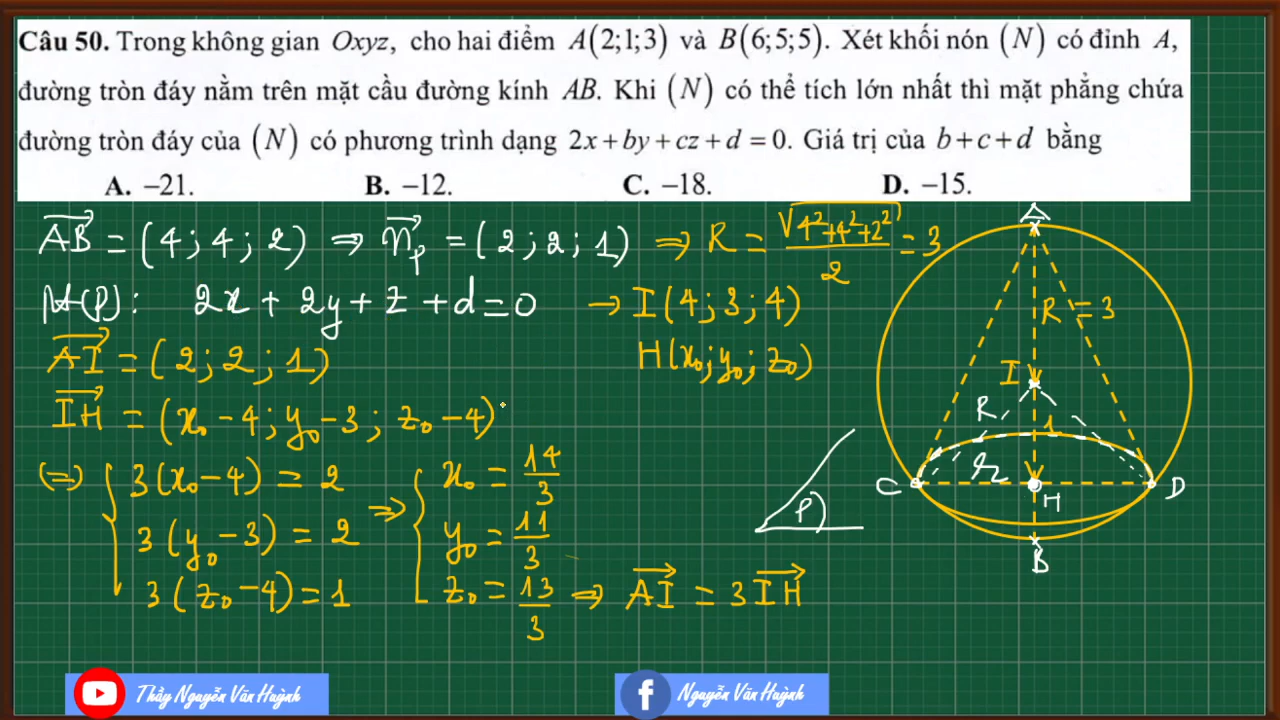 Câu 50. Trong không gian Oxyz, cho hai điểm A(2;1;3) và B(6;5;5). Xét khối nón (N) có đỉnh A,
đường tròn đáy nằm trên mặt cầu đường kính AB. Khi (N) có thể tích lớn nhất thì mặt phẳng chứa
đường tròn đáy của (N) có phương trình dạng 2x+by+cz+d=0. Giá trị của b+c+d bằng
A. −21. B. −12. C. −18. D. −15.
→AB = (4; 4; 2) ⇒ →n_p = (2; 2; 1) ⇒ R = √(4²+4²+2²)/2 = 3
(P): 2x + 2y + z + d = 0 → I(4; 3; 4)
→AI = (2; 2; 1) H(x₀; y₀; z₀)
→IH = (x₀ − 4; y₀ − 3; z₀ − 4)
(⇒) { 3(x₀ − 4) = 2 ⇒ { x₀ = 14/3
3(y₀ − 3) = 2 y₀ = 11/3
3(z₀ − 4) = 1 z₀ = 13/3 ⇒ →AI = 3→IH
A
R = 3
I
R
1
r
C
H
D
P)
B
Thầy Nguyễn Văn Huỳnh
f Nguyễn Văn Huỳnh